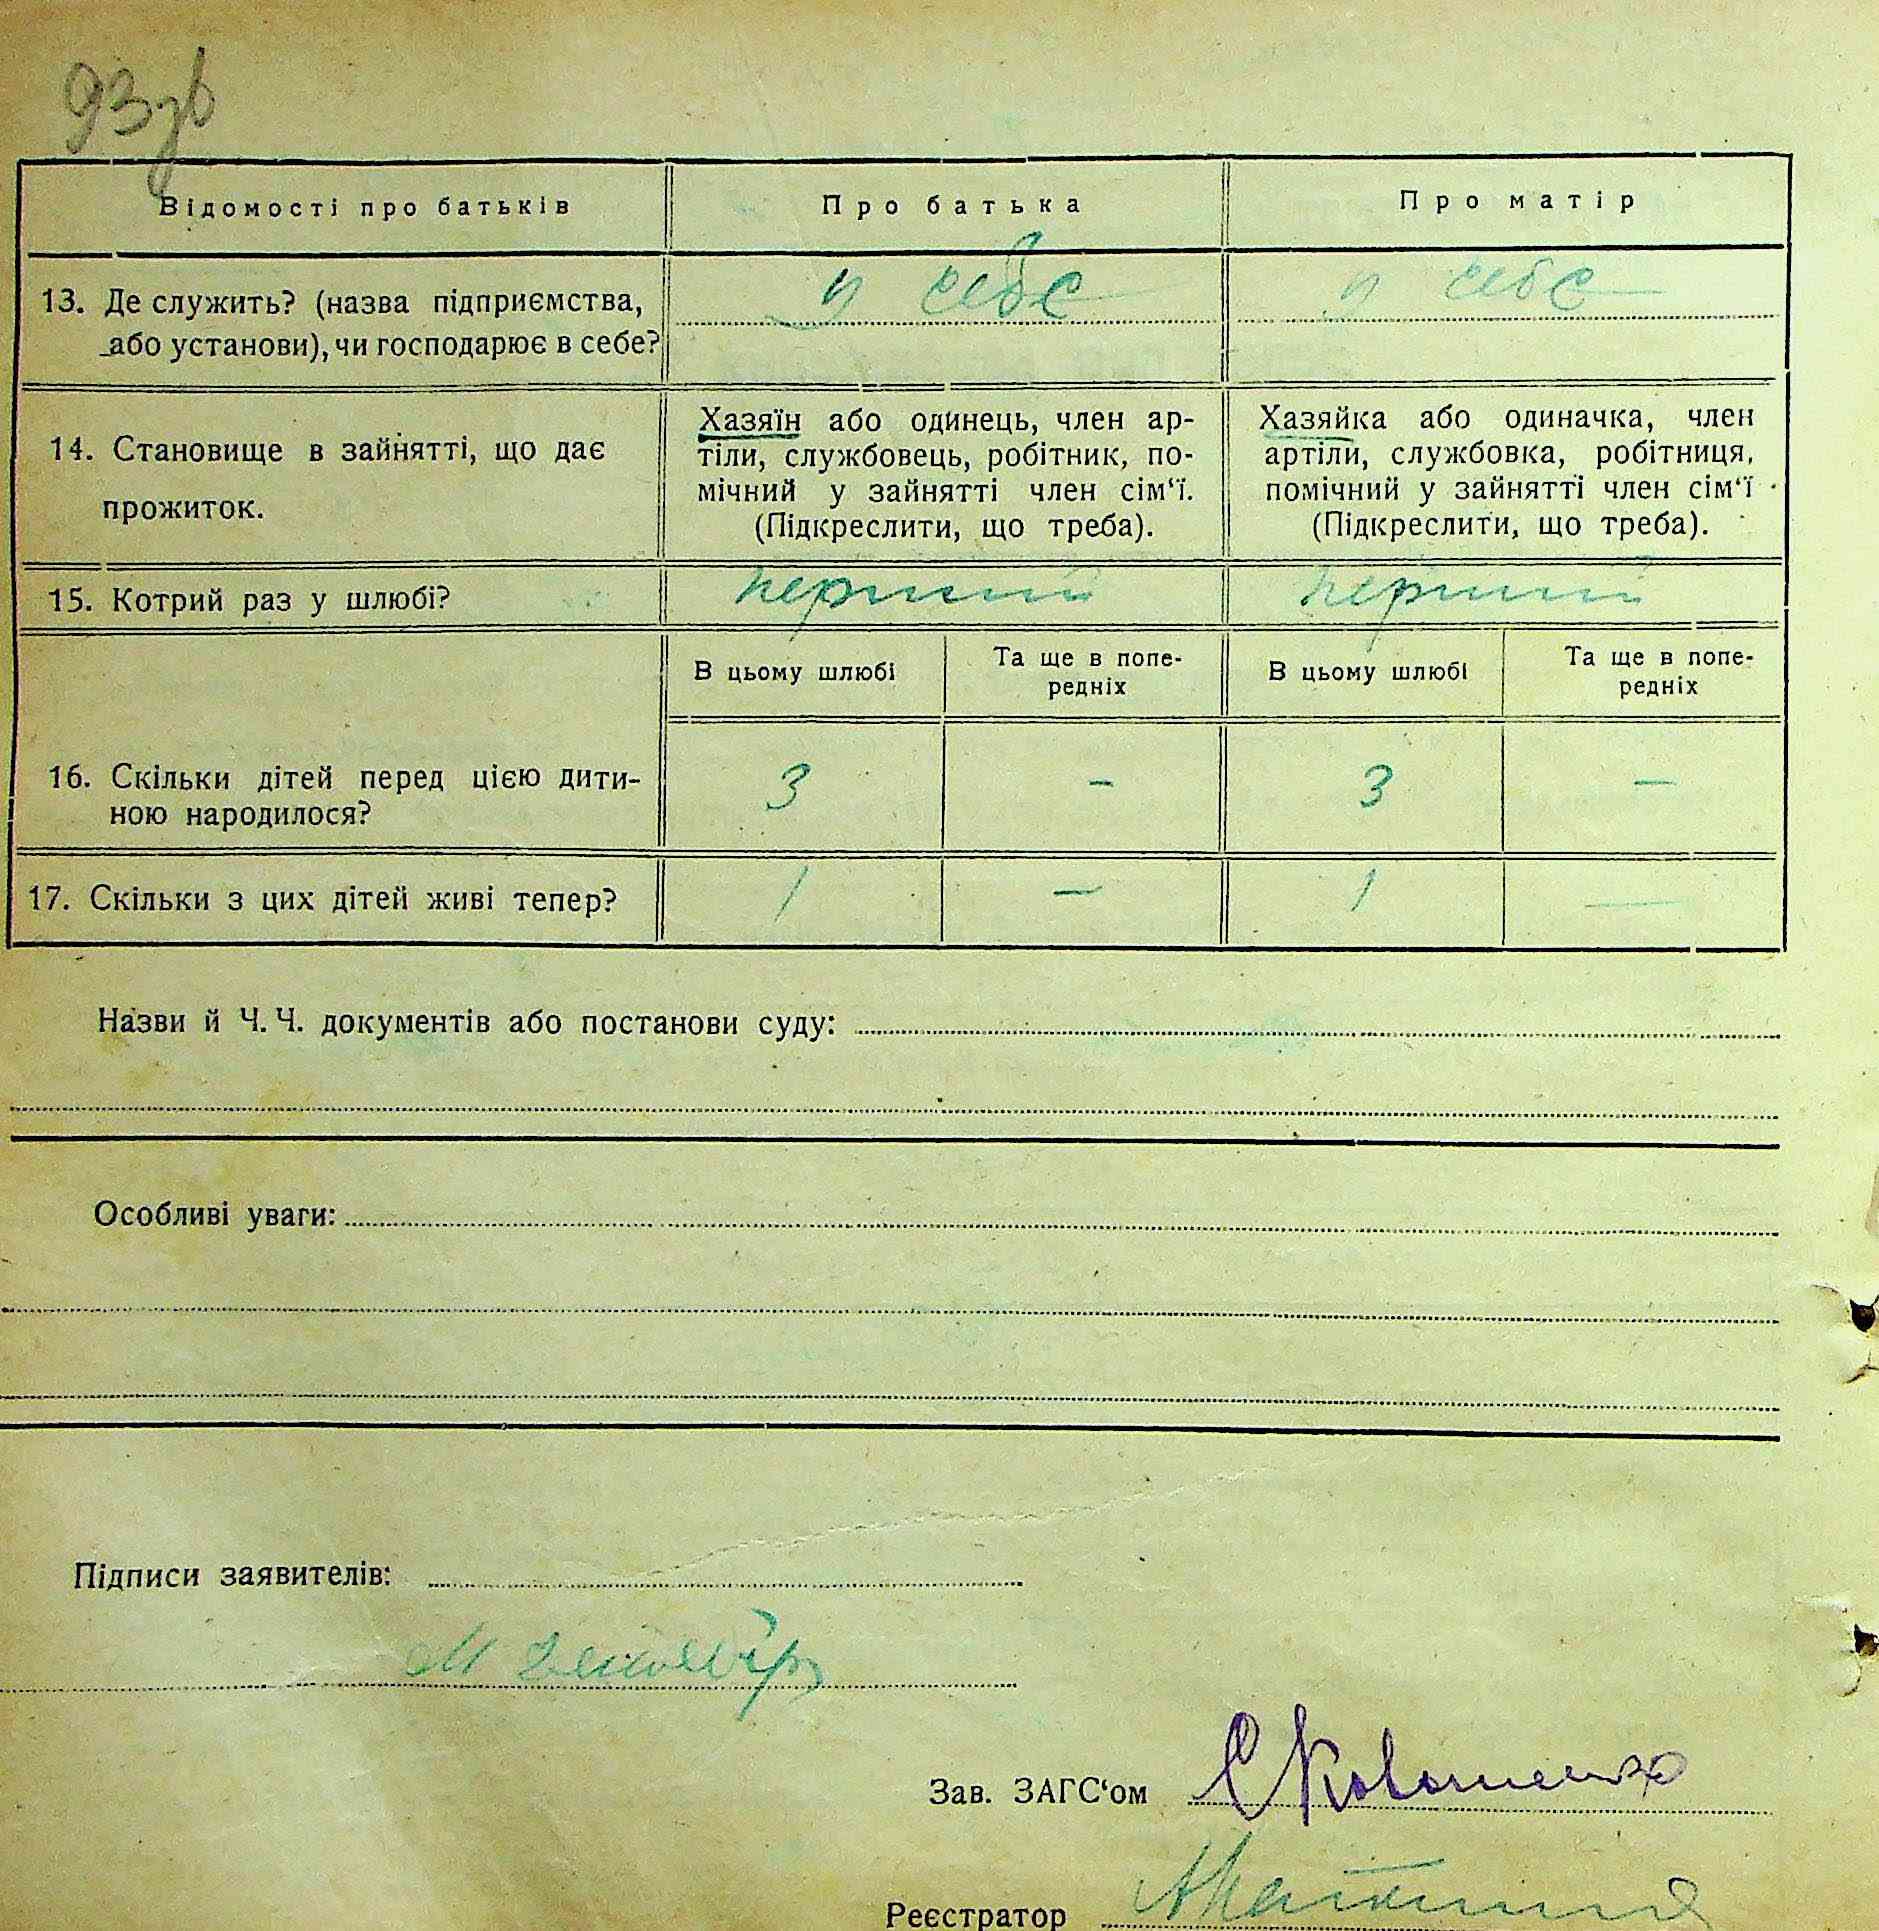 93зв
Відомості про батьків
Про батька
Про матір
13. Де служить? (назва підприємства,
або установи), чи господарює в себе?
у себе
у себе
14. Становище в зайнятті, що дає
прожиток.
Хазяїн або одинець, член ар-
тіли, службовець, робітник, по-
мічний у зайнятті член сім‘ї.
(Підкреслити, що треба).
Хазяйка або одиначка, член
артіли, службовка, робітниця,
помічний у зайнятті член сім‘ї
(Підкреслити, що треба).
15. Котрий раз у шлюбі?
перший
перший
В цьому шлюбі
Та ще в попе-
редніх
В цьому шлюбі
Та ще в попе-
редніх
16. Скільки дітей перед цією дити-
ною народилося?
3
-
3
-
17. Скільки з цих дітей живі тепер?
1
-
1
-
Назви й Ч. Ч. документів або постанови суду:
Особливі уваги:
Підписи заявителів:
М
Зав. ЗАГС‘ом
Реєстратор